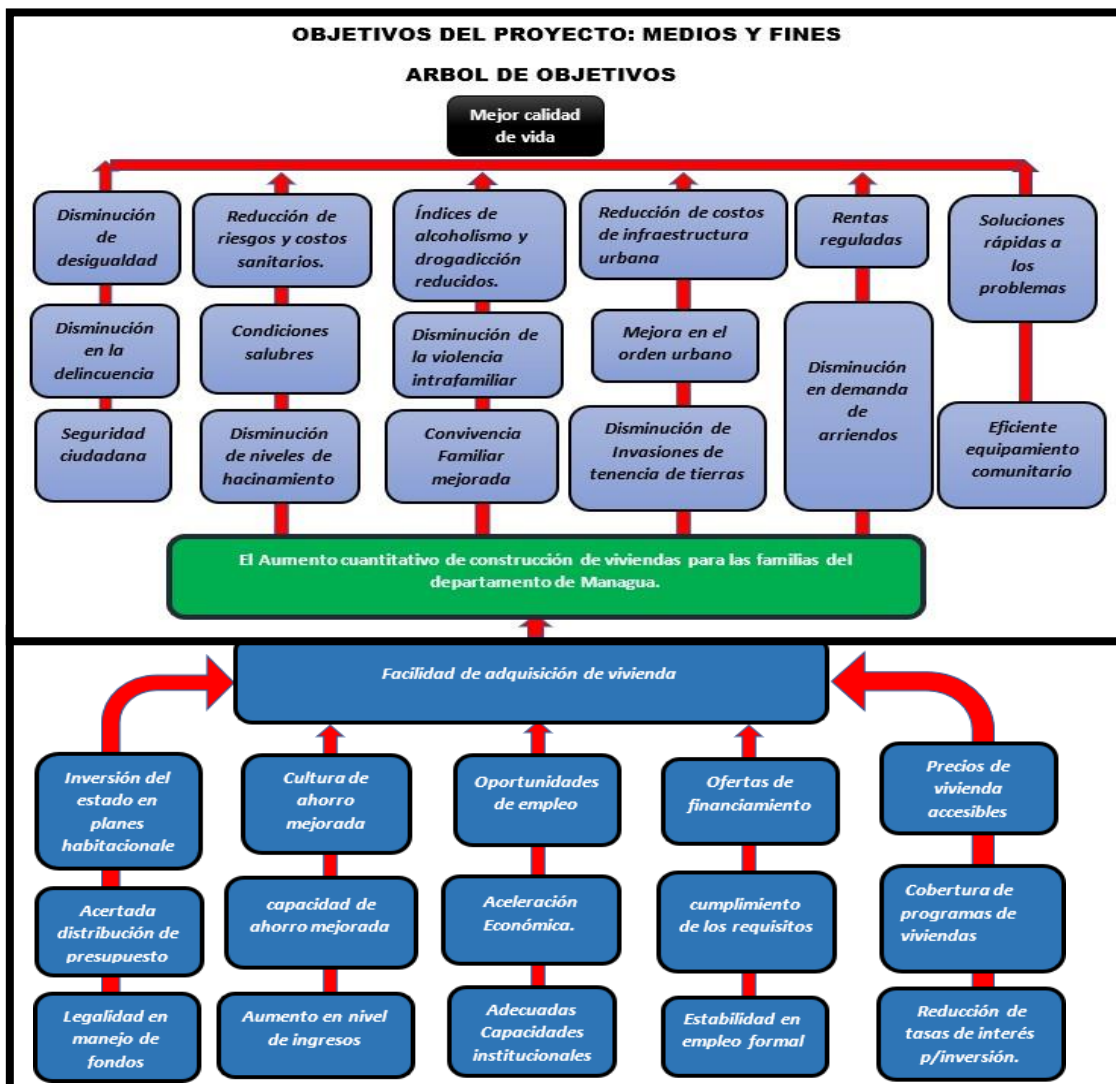 OBJETIVOS DEL PROYECTO: MEDIOS Y FINES
ARBOL DE OBJETIVOS
Mejor calidad
de vida
Disminución
de
desigualdad
Reducción de
riesgos y costos
sanitarios.
Índices de
alcoholismo y
drogadicción
reducidos.
Reducción de costos
de infraestructura
urbana
Rentas
reguladas
Soluciones
rápidas a
los
problemas
Disminución
en la
delincuencia
Condiciones
salubres
Disminución de
la violencia
intrafamiliar
Mejora en el
orden urbano
Disminución
en demanda
de
arriendos
Seguridad
ciudadana
Disminución
de niveles de
hacinamiento
Convivencia
Familiar
mejorada
Disminución de
Invasiones de
tenencia de tierras
Eficiente
equipamiento
comunitario
El Aumento cuantitativo de construcción de viviendas para las familias del
departamento de Managua.
Facilidad de adquisición de vivienda
Inversión del
estado en
planes
habitacionale
Cultura de
ahorro
mejorada
Oportunidades
de empleo
Ofertas de
financiamiento
Precios de
vivienda
accesibles
Acertada
distribución de
presupuesto
capacidad de
ahorro mejorada
Aceleración
Económica.
cumplimiento
de los requisitos
Cobertura de
programas de
viviendas
Legalidad en
manejo de
fondos
Aumento en nivel
de ingresos
Adecuadas
Capacidades
institucionales
Estabilidad en
empleo formal
Reducción de
tasas de interés
p/inversión.